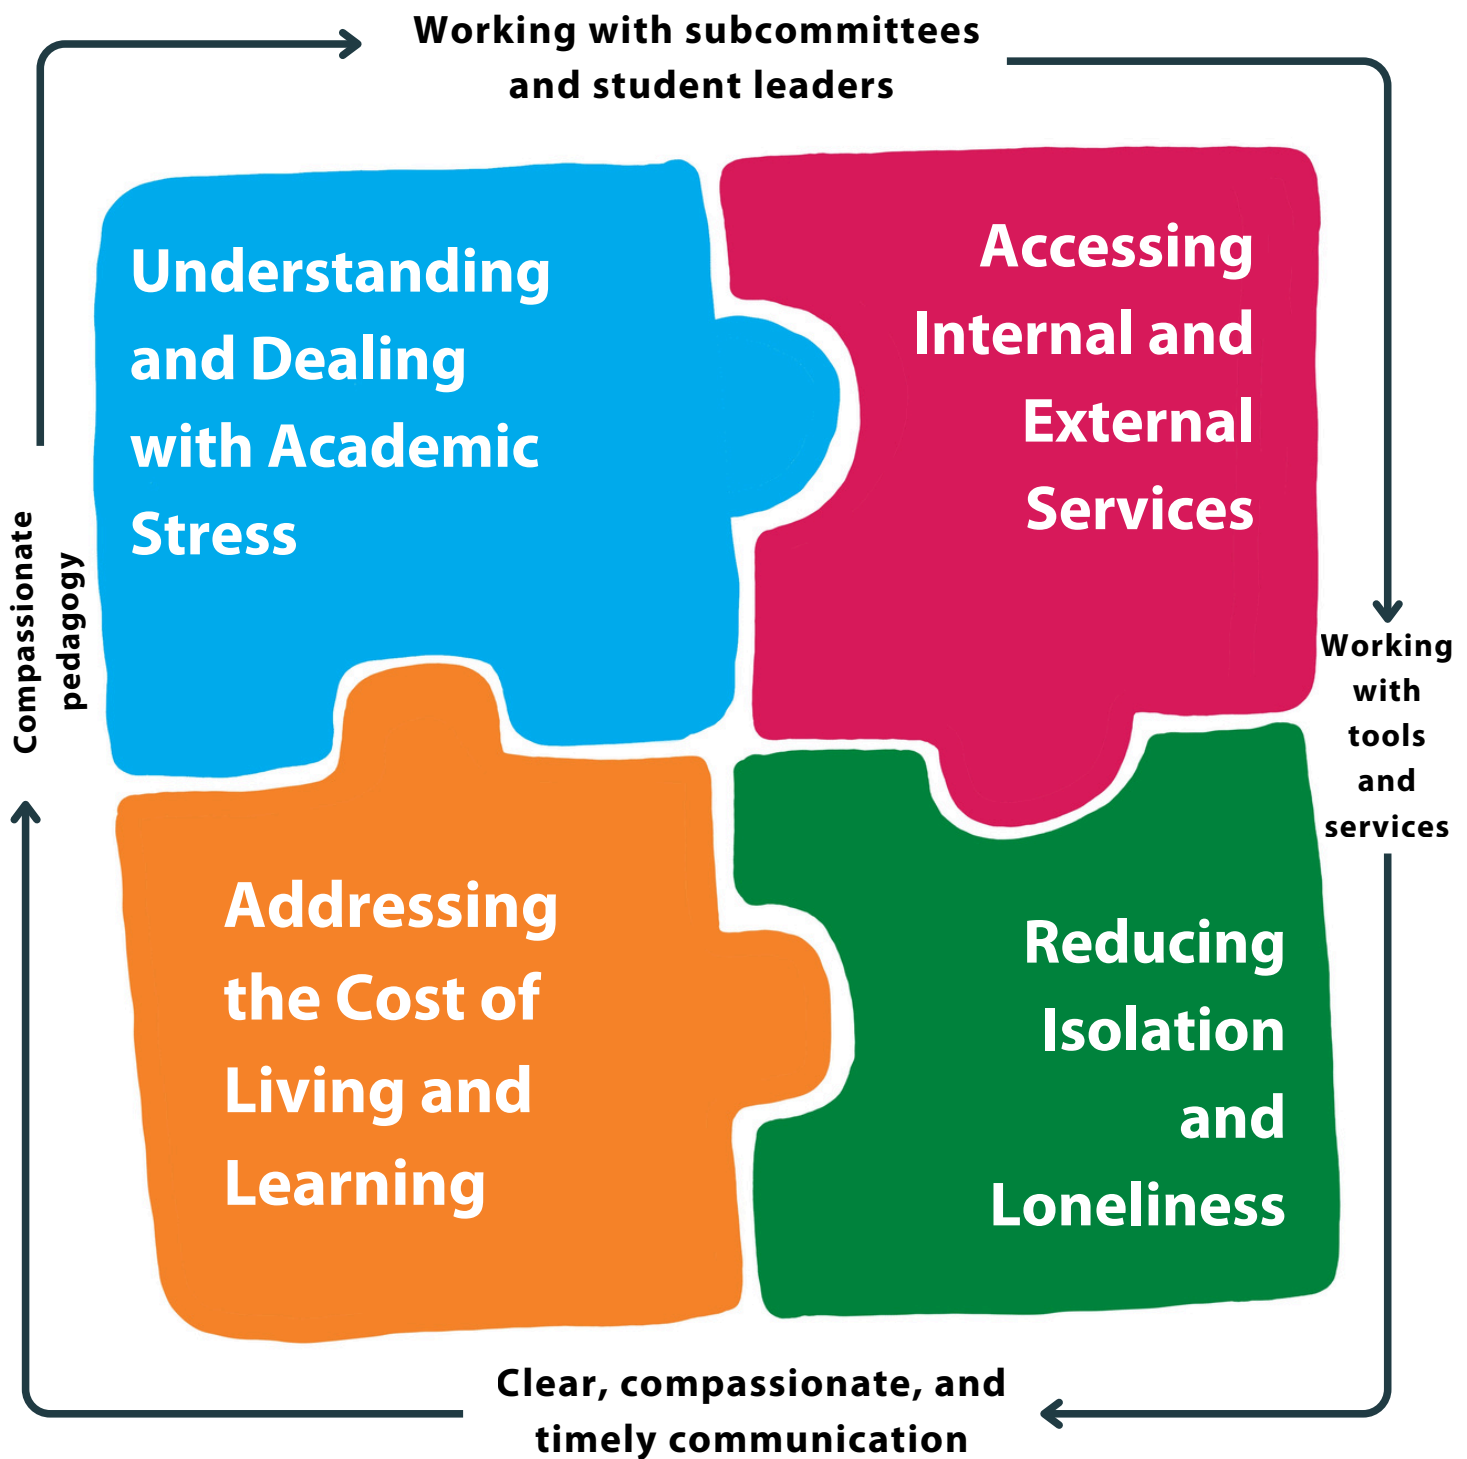 Working with subcommittees
and student leaders
Understanding
and Dealing
with Academic
Stress
Accessing
Internal and
External
Services
Compassionate
pedagogy
Working
with
tools
and
services
Addressing
the Cost of
Living and
Learning
Reducing
Isolation
and
Loneliness
Clear, compassionate, and
timely communication